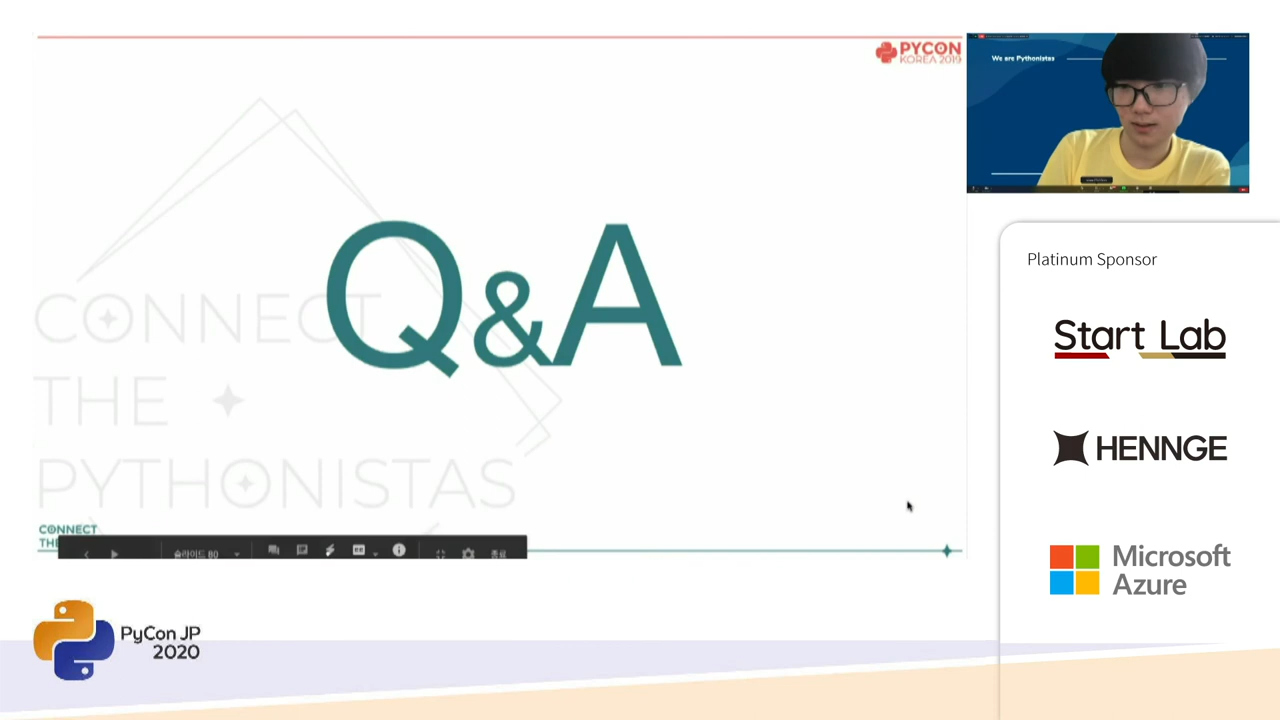 PYCON
KOREA 2019
We are Pythonistas
Q&A
CONNECT
THE
PYTHONISTAS
CONNECT
THE
슬라이드 80
종료
Platinum Sponsor
Start Lab
HENNGE
Microsoft
Azure
PyCon JP
2020